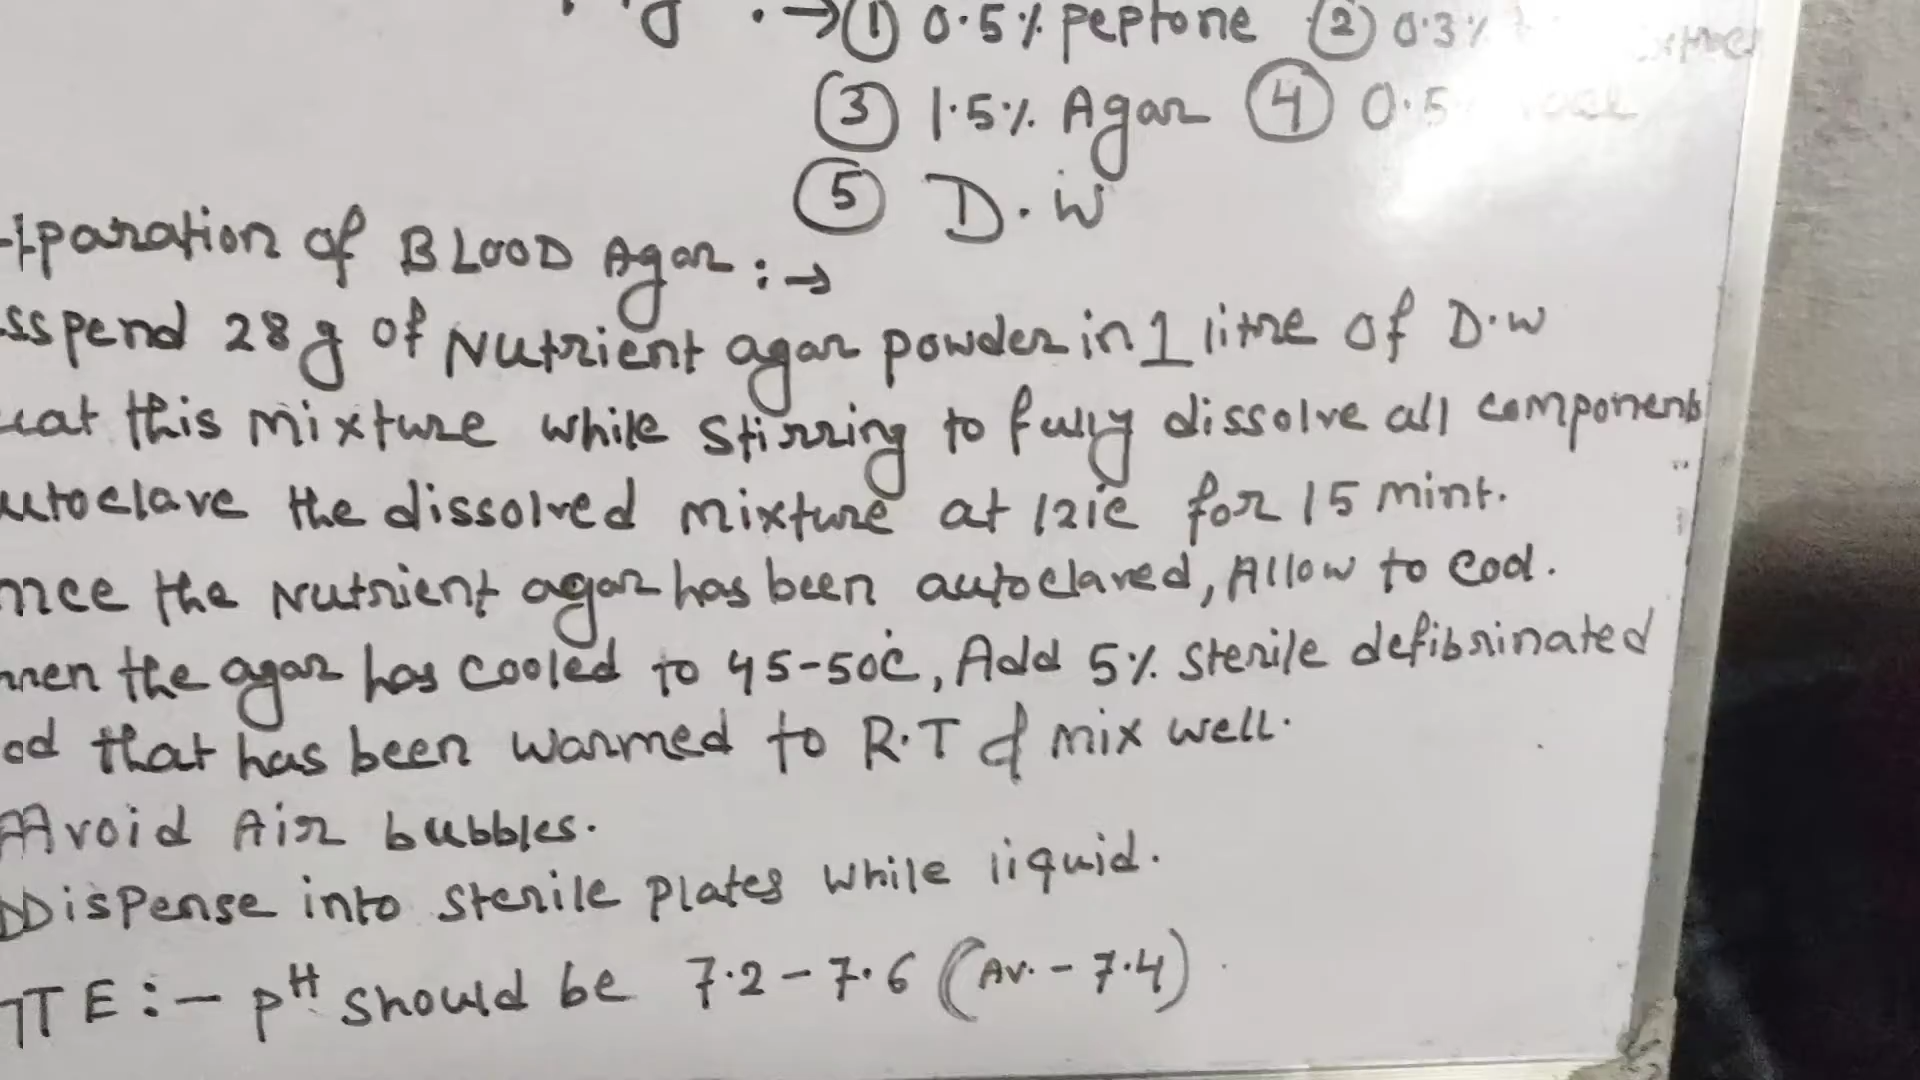 → ① 0.5% peptone ② 0.3%
③ 1.5% Agar ④ 0.5
⑤ D.W
paration of BLOOD Agar :→
sspend 28g of Nutrient agar powder in 1 litre of D.W
eat this mixture while stirring to fully dissolve all components
utoclave the dissolved mixture at 121°c for 15 mint.
nce the Nutrient agar has been autoclaved, Allow to cool.
hen the agar has cooled to 45-50°c, Add 5% sterile defibrinated
od that has been warmed to R.T & mix well.
Avoid Air bubbles.
Dispense into sterile plates while liquid.
TE :- pH should be 7.2-7.6 (Av.-7.4)